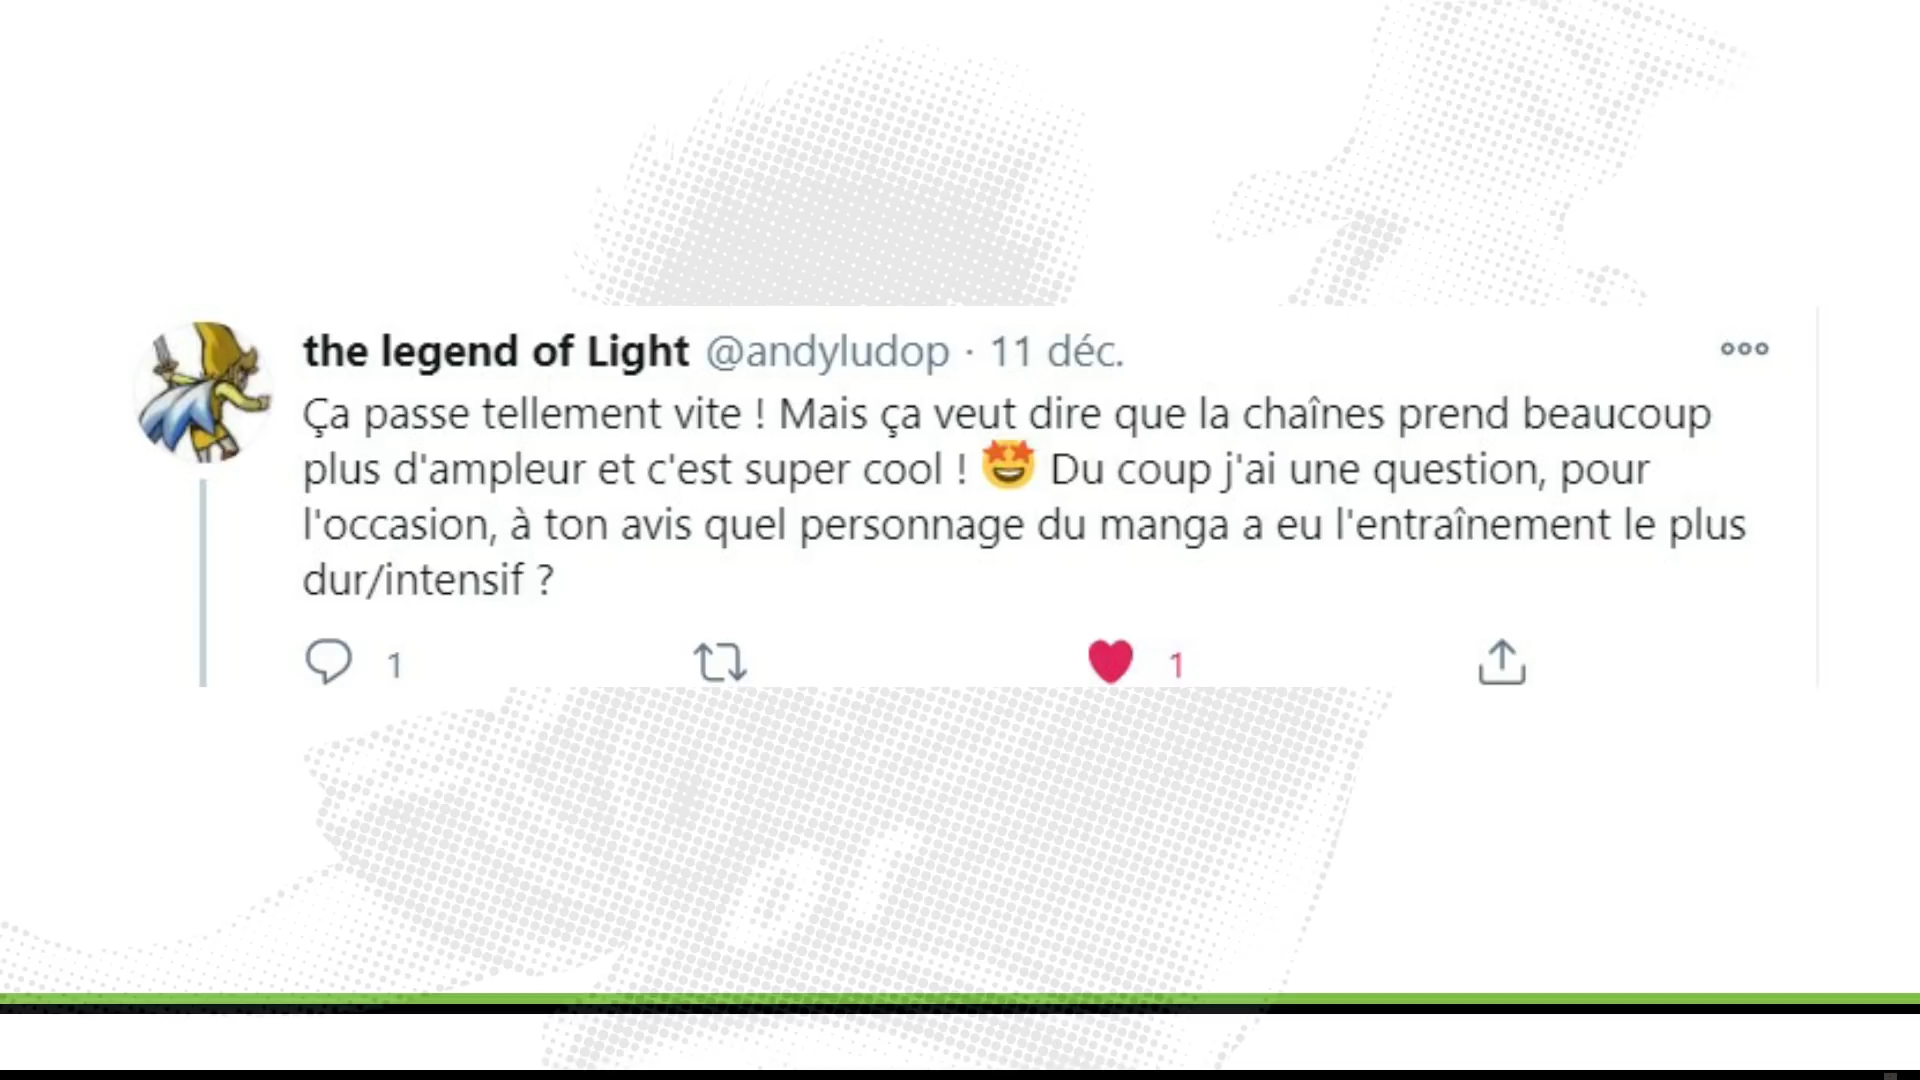 the legend of Light @andyludop · 11 déc.
Ça passe tellement vite ! Mais ça veut dire que la chaînes prend beaucoup
plus d'ampleur et c'est super cool ! 🤩 Du coup j'ai une question, pour
l'occasion, à ton avis quel personnage du manga a eu l'entraînement le plus
dur/intensif ?
1 1